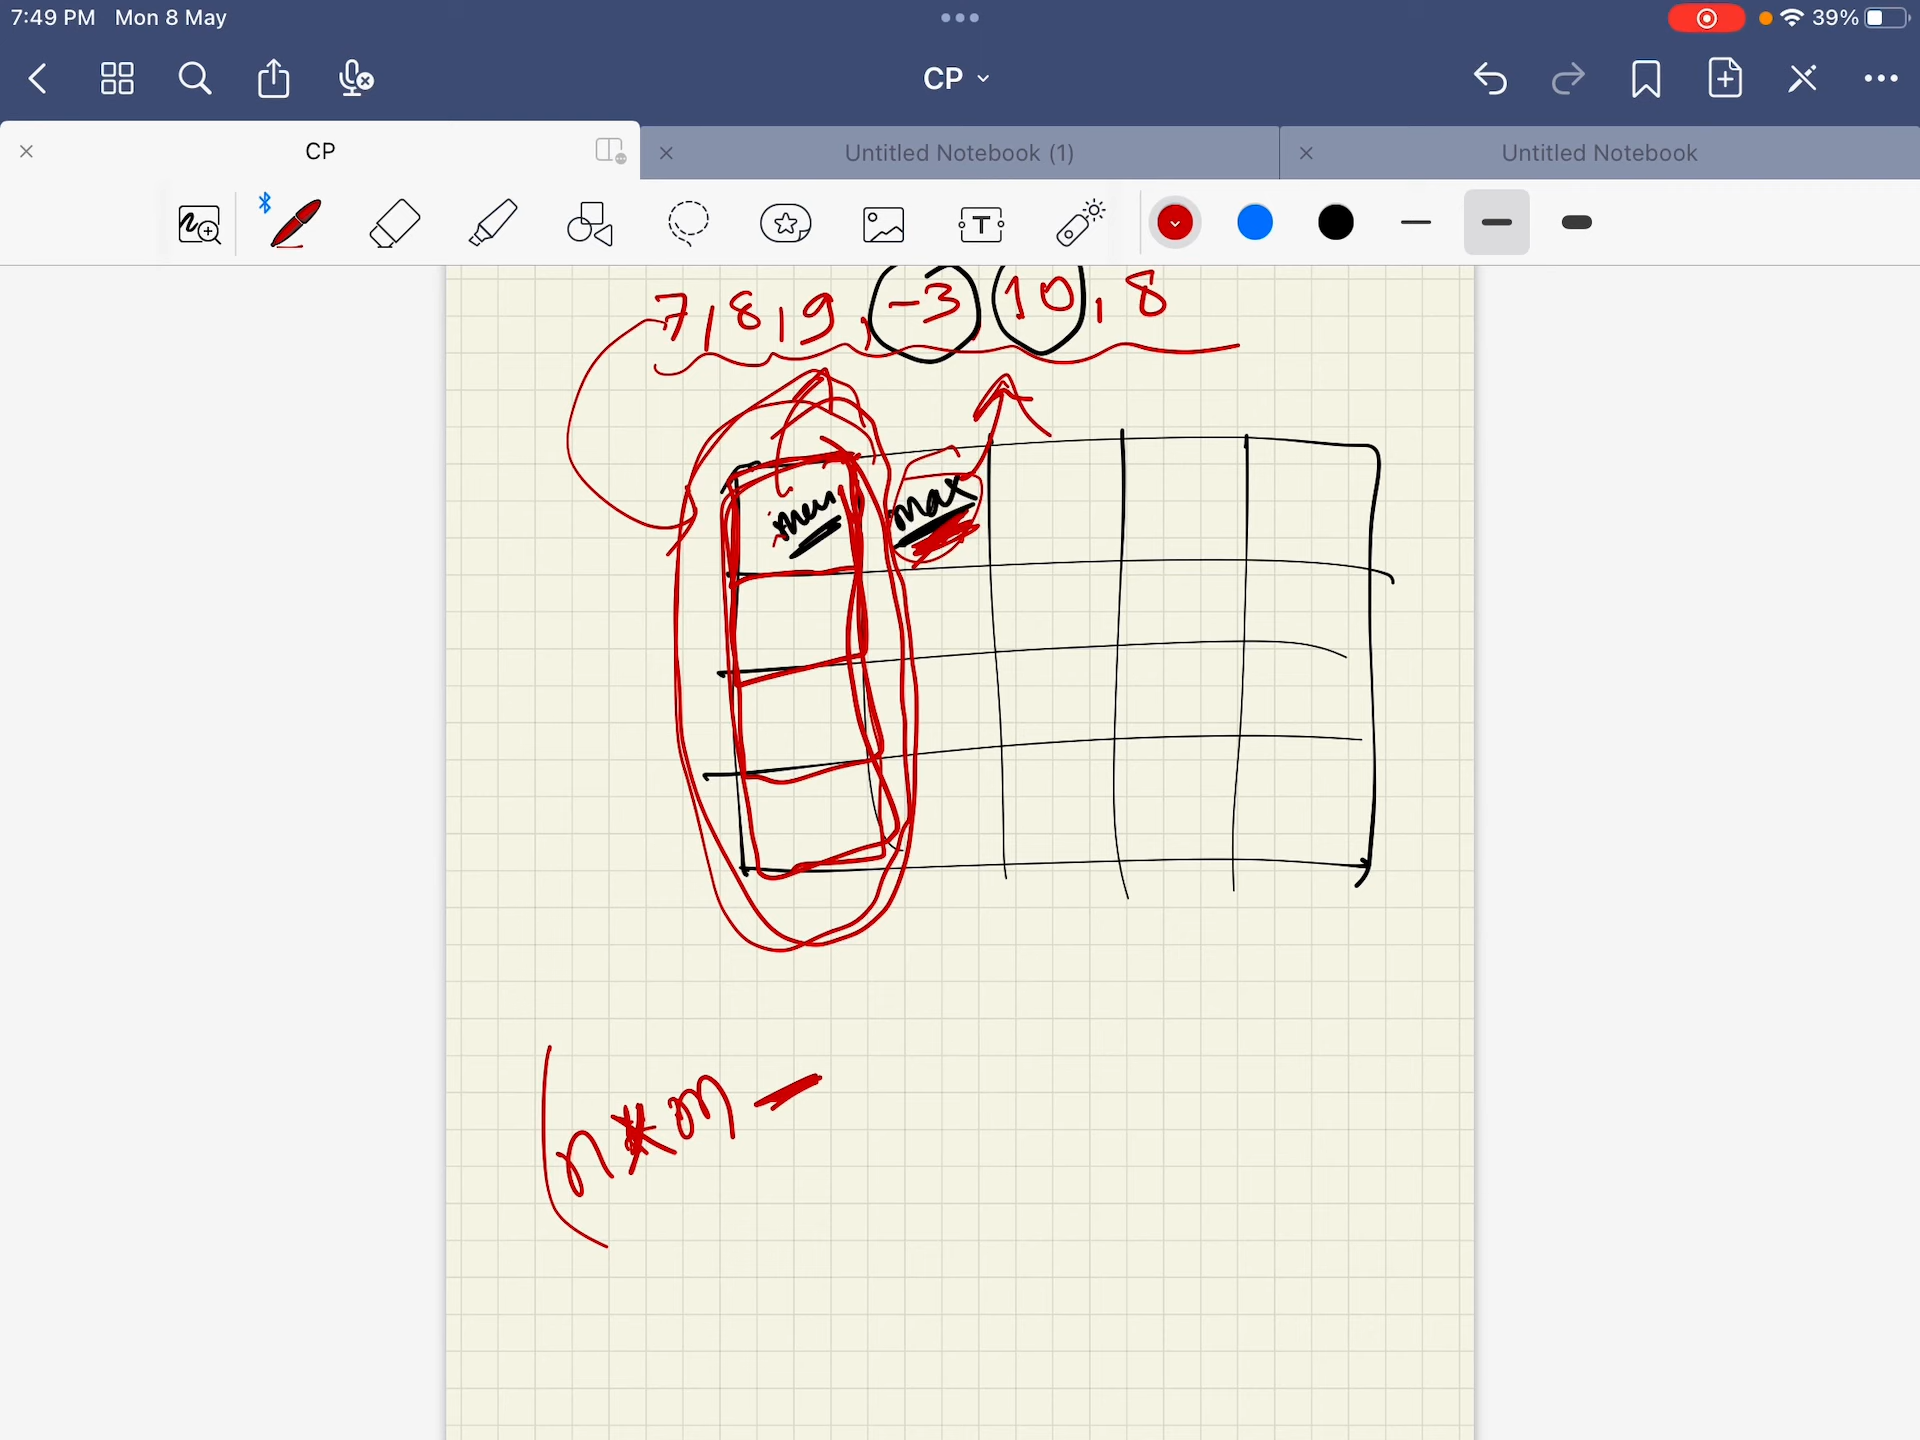 7:49 PM Mon 8 May 39%
CP
CP Untitled Notebook (1) Untitled Notebook
T
7, 8, 9, -3 10, 8
min max
(n*m -